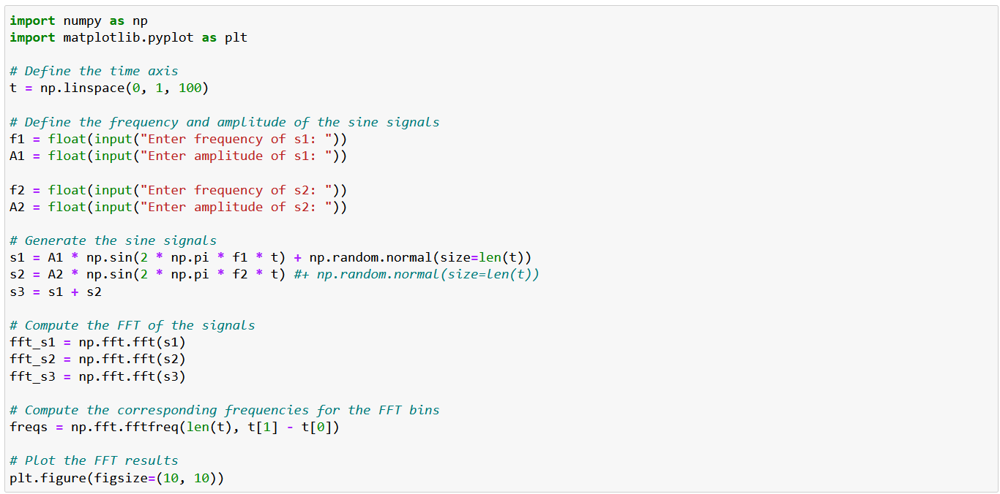 import numpy as np
import matplotlib.pyplot as plt

# Define the time axis
t = np.linspace(0, 1, 100)

# Define the frequency and amplitude of the sine signals
f1 = float(input("Enter frequency of s1: "))
A1 = float(input("Enter amplitude of s1: "))

f2 = float(input("Enter frequency of s2: "))
A2 = float(input("Enter amplitude of s2: "))

# Generate the sine signals
s1 = A1 * np.sin(2 * np.pi * f1 * t) + np.random.normal(size=len(t))
s2 = A2 * np.sin(2 * np.pi * f2 * t) #+ np.random.normal(size=len(t))
s3 = s1 + s2

# Compute the FFT of the signals
fft_s1 = np.fft.fft(s1)
fft_s2 = np.fft.fft(s2)
fft_s3 = np.fft.fft(s3)

# Compute the corresponding frequencies for the FFT bins
freqs = np.fft.fftfreq(len(t), t[1] - t[0])

# Plot the FFT results
plt.figure(figsize=(10, 10))